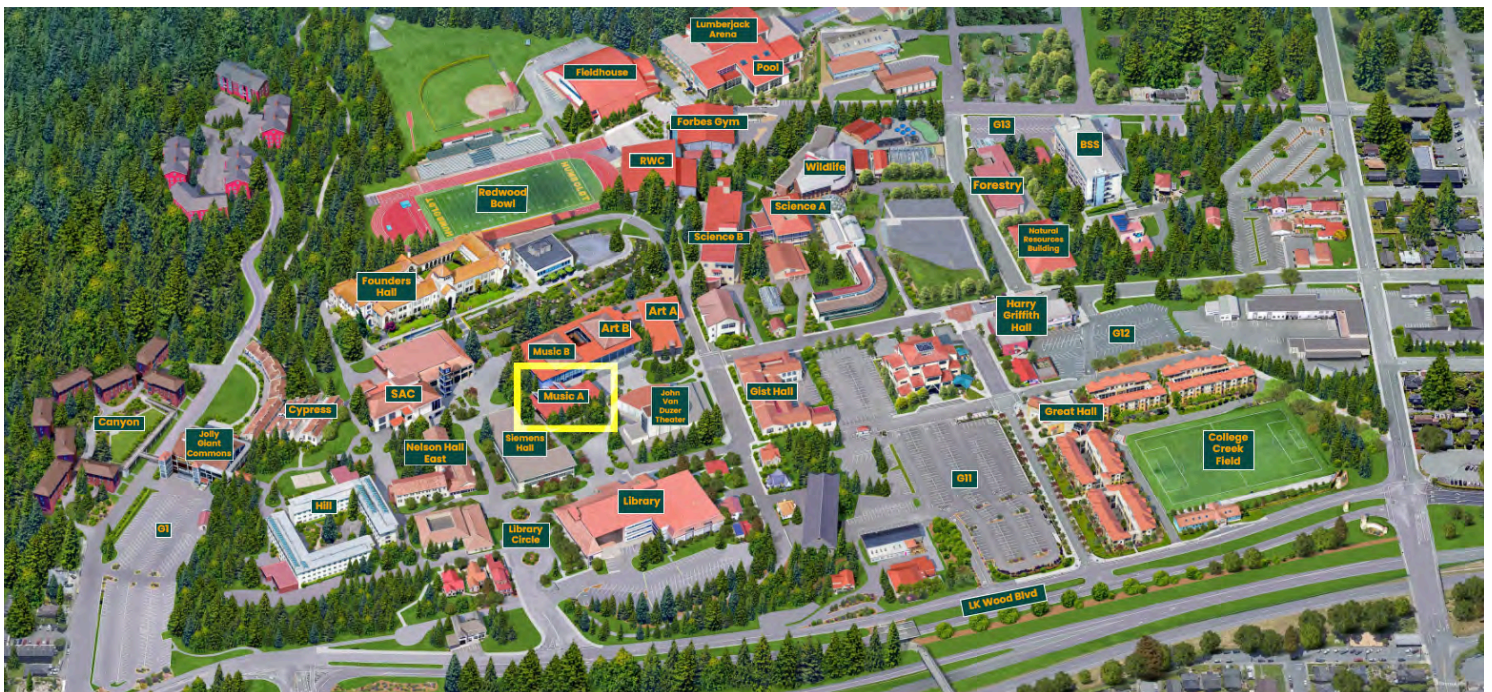 Lumberjack
Arena
Pool
Fieldhouse
Forbes Gym
G13
BSS
RWC
Wildlife
Redwood
Bowl
HUMBOLDT
Forestry
Science A
Science B
Natural
Resources
Building
Founders
Hall
Art A
Art B
Harry
Griffith
Hall
G12
Music B
Music A
SAC
John
Van
Duzer
Theater
Gist Hall
Cypress
Great Hall
Canyon
Jolly
Giant
Commons
Nelson Hall
East
Siemens
Hall
College
Creek
Field
G11
Hill
Library
G1
Library
Circle
LK Wood Blvd